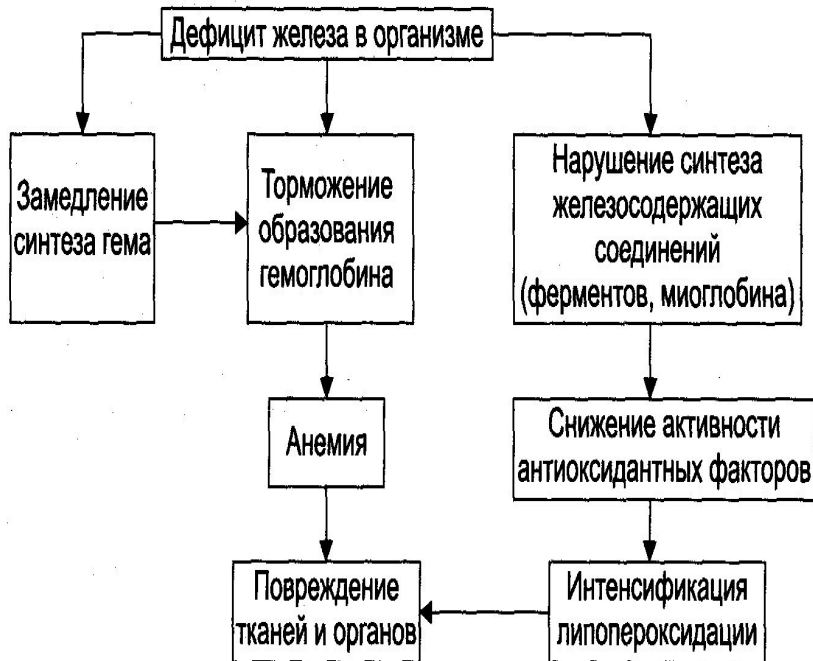 Дефицит железа в организме
Замедление
синтеза гема
Торможение
образования
гемоглобина
Нарушение синтеза
железосодержащих
соединений
(ферментов, миоглобина)
Анемия
Снижение активности
антиоксидантных факторов
Повреждение
тканей и органов
Интенсификация
липопероксидации